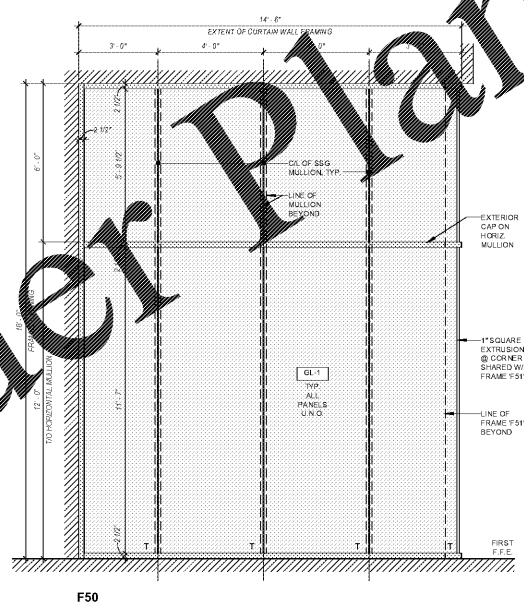 14' - 6"
EXTENT OF CURTAIN WALL FRAMING
3' - 0"
4' - 0"
2 1/2"
2 1/2"
6' - 0"
5' - 9 1/2"
C/L OF SSG
MULLION, TYP.
LINE OF
MULLION
BEYOND
EXTERIOR
CAP ON
HORIZ.
MULLION
18' - 0"
12' - 0"
T/O HORIZONTAL MULLION
11' - 7"
1" SQUARE
EXTRUSION
@ CORNER
SHARED W/
FRAME 'F51'
GL-1
TYP.
ALL
PANELS
U.N.O.
LINE OF
FRAME 'F51'
BEYOND
2 1/2"
T
T
T
T
FIRST
F.F.E.
F50